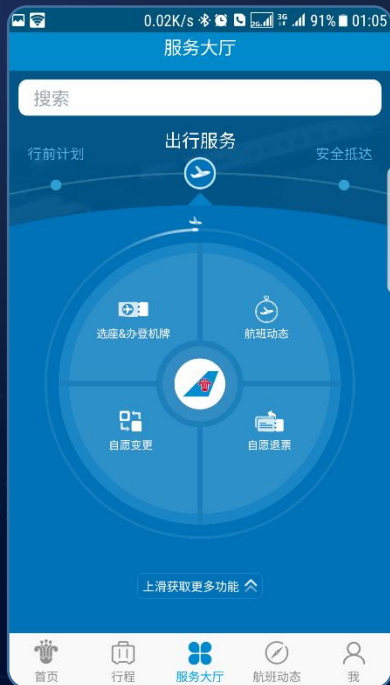 0.02K/s 2G 3G 91% 01:05
服务大厅
搜索
行前计划
出行服务
安全抵达
选座&办登机牌
航班动态
自愿变更
自愿退票
上滑获取更多功能
首页
行程
服务大厅
航班动态
我